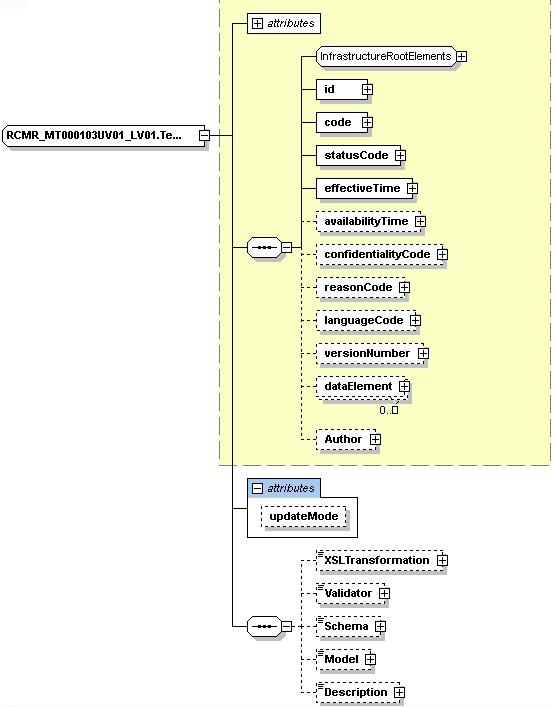 attributes
InfrastructureRootElements
id
code
RCMR_MT000103UV01_LV01.Te...
statusCode
effectiveTime
availabilityTime
confidentialityCode
reasonCode
languageCode
versionNumber
dataElement
0..
Author
attributes
updateMode
XSLTransformation
Validator
Schema
Model
Description